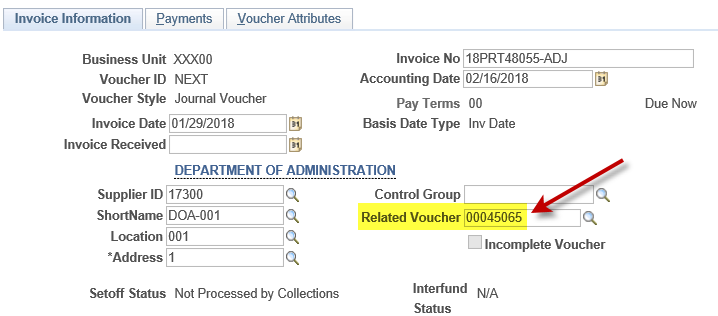 Invoice Information Payments Voucher Attributes
Business Unit XXX00 Invoice No 18PRT48055-ADJ
Voucher ID NEXT Accounting Date 02/16/2018 31
Voucher Style Journal Voucher Pay Terms 00 Due Now
Invoice Date 01/29/2018 31 Basis Date Type Inv Date
Invoice Received 31
DEPARTMENT OF ADMINISTRATION
Supplier ID 17300 Control Group
ShortName DOA-001 Related Voucher 00045065
Location 001 Incomplete Voucher
*Address 1
Setoff Status Not Processed by Collections Interfund Status N/A